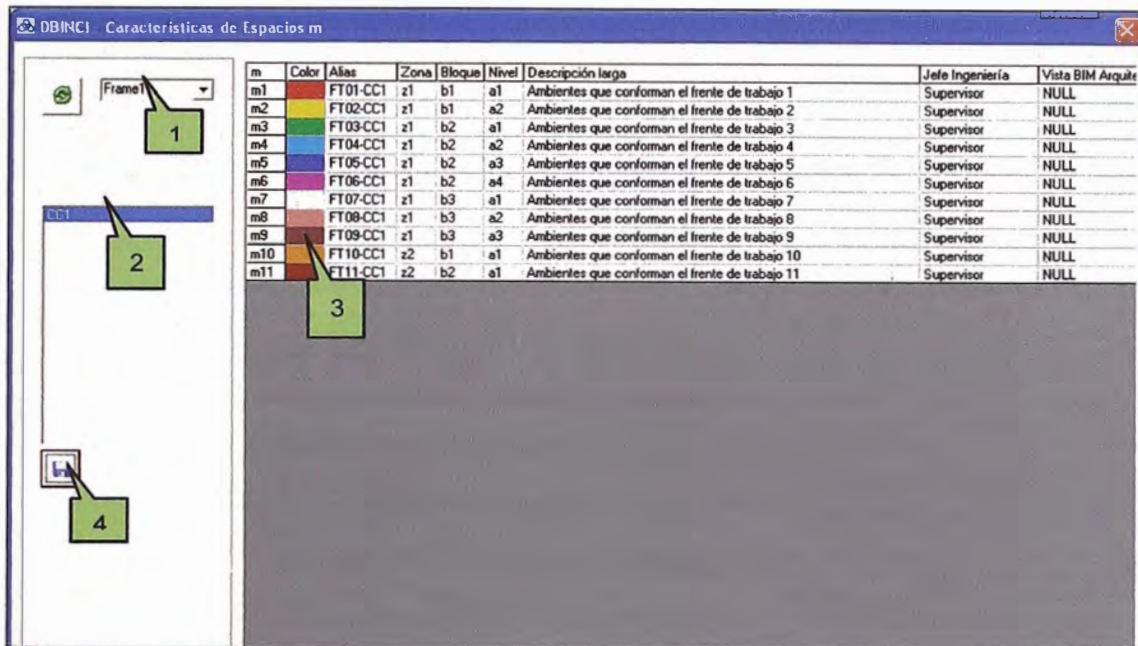 DBINCI - Caracteristicas de Espacios m
Frame1
1
CC1
2
4
m Color Alias Zona Bloque Nivel Descripción larga Jefe Ingeniería Vista BIM Arquite
m1 FT01-CC1 z1 b1 a1 Ambientes que conforman el frente de trabajo 1 Supervisor NULL
m2 FT02-CC1 z1 b1 a2 Ambientes que conforman el frente de trabajo 2 Supervisor NULL
m3 FT03-CC1 z1 b2 a1 Ambientes que conforman el frente de trabajo 3 Supervisor NULL
m4 FT04-CC1 z1 b2 a2 Ambientes que conforman el frente de trabajo 4 Supervisor NULL
m5 FT05-CC1 z1 b2 a3 Ambientes que conforman el frente de trabajo 5 Supervisor NULL
m6 FT06-CC1 z1 b2 a4 Ambientes que conforman el frente de trabajo 6 Supervisor NULL
m7 FT07-CC1 z1 b3 a1 Ambientes que conforman el frente de trabajo 7 Supervisor NULL
m8 FT08-CC1 z1 b3 a2 Ambientes que conforman el frente de trabajo 8 Supervisor NULL
m9 FT09-CC1 z1 b3 a3 Ambientes que conforman el frente de trabajo 9 Supervisor NULL
m10 FT10-CC1 z2 b1 a1 Ambientes que conforman el frente de trabajo 10 Supervisor NULL
m11 FT11-CC1 z2 b2 a1 Ambientes que conforman el frente de trabajo 11 Supervisor NULL
3